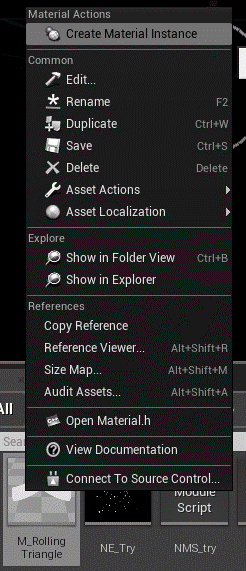 Material Actions
Create Material Instance
Common
Edit...
Rename F2
Duplicate Ctrl+W
Save Ctrl+S
Delete Delete
Asset Actions
Asset Localization
Explore
Show in Folder View Ctrl+B
Show in Explorer
References
Copy Reference
Reference Viewer... Alt+Shift+R
Size Map... Alt+Shift+M
Audit Assets... Alt+Shift+A
Open Material.h
View Documentation
Connect To Source Control...
All
Sea
Module
Script
M_Rolling
Triangle
NE_Try
NMS_try